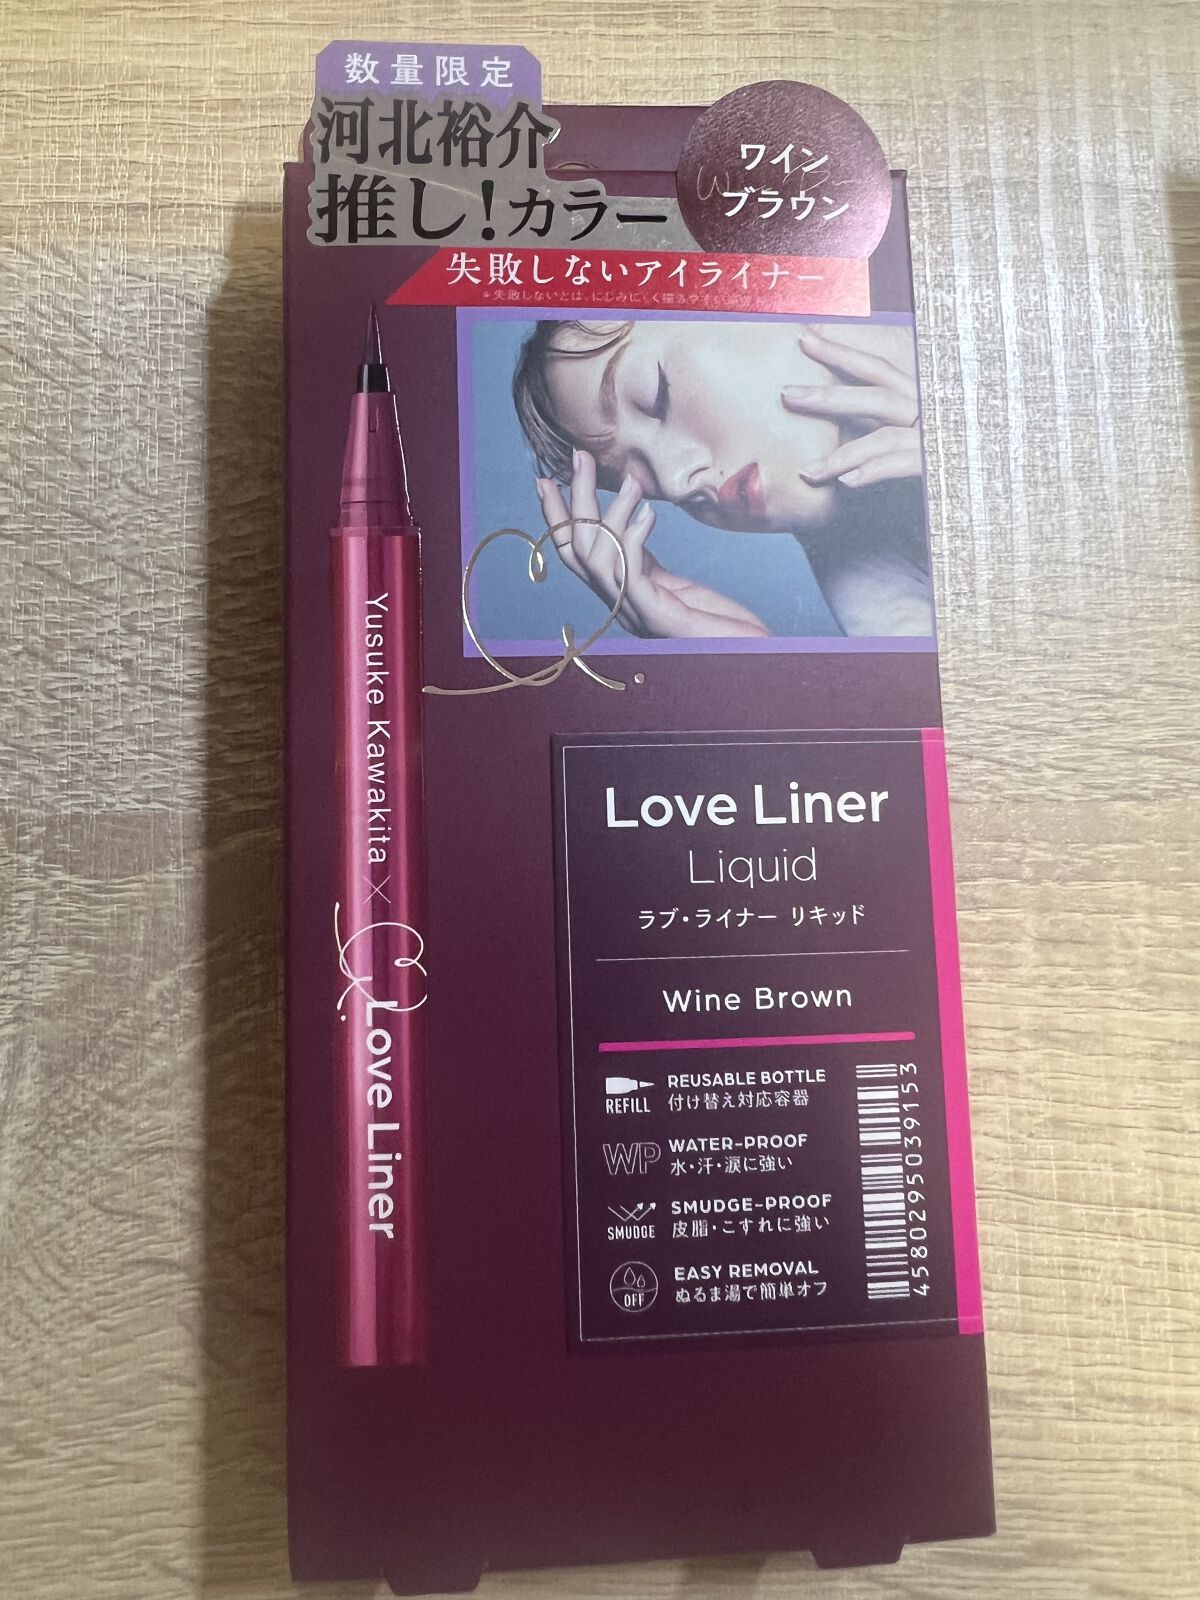 数量限定
河北裕介
推し!カラー
ワイン
ブラウン
失敗しないアイライナー
Yusuke Kawakita ×
Love Liner
Love Liner
Liquid
ラブ・ライナー リキッド
Wine Brown
REFILL
REUSABLE BOTTLE
付け替え対応容器
WP
WATER-PROOF
水・汗・涙に強い
SMUDGE
SMUDGE-PROOF
皮脂・こすれに強い
OFF
EASY REMOVAL
ぬるま湯で簡単オフ
4580295039153